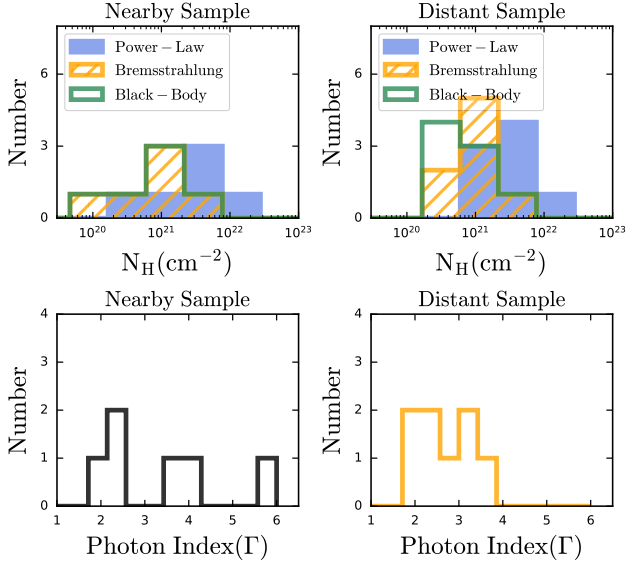 Nearby Sample
Number
Power – Law
Bremsstrahlung
Black – Body
0
3
6
10^20
10^21
10^22
10^23
N_H(cm^−2)
Distant Sample
Number
Power – Law
Bremsstrahlung
Black – Body
0
3
6
10^20
10^21
10^22
10^23
N_H(cm^−2)
Nearby Sample
Number
0
1
2
3
4
1 2 3 4 5 6
Photon Index(Γ)
Distant Sample
Number
0
1
2
3
4
1 2 3 4 5 6
Photon Index(Γ)